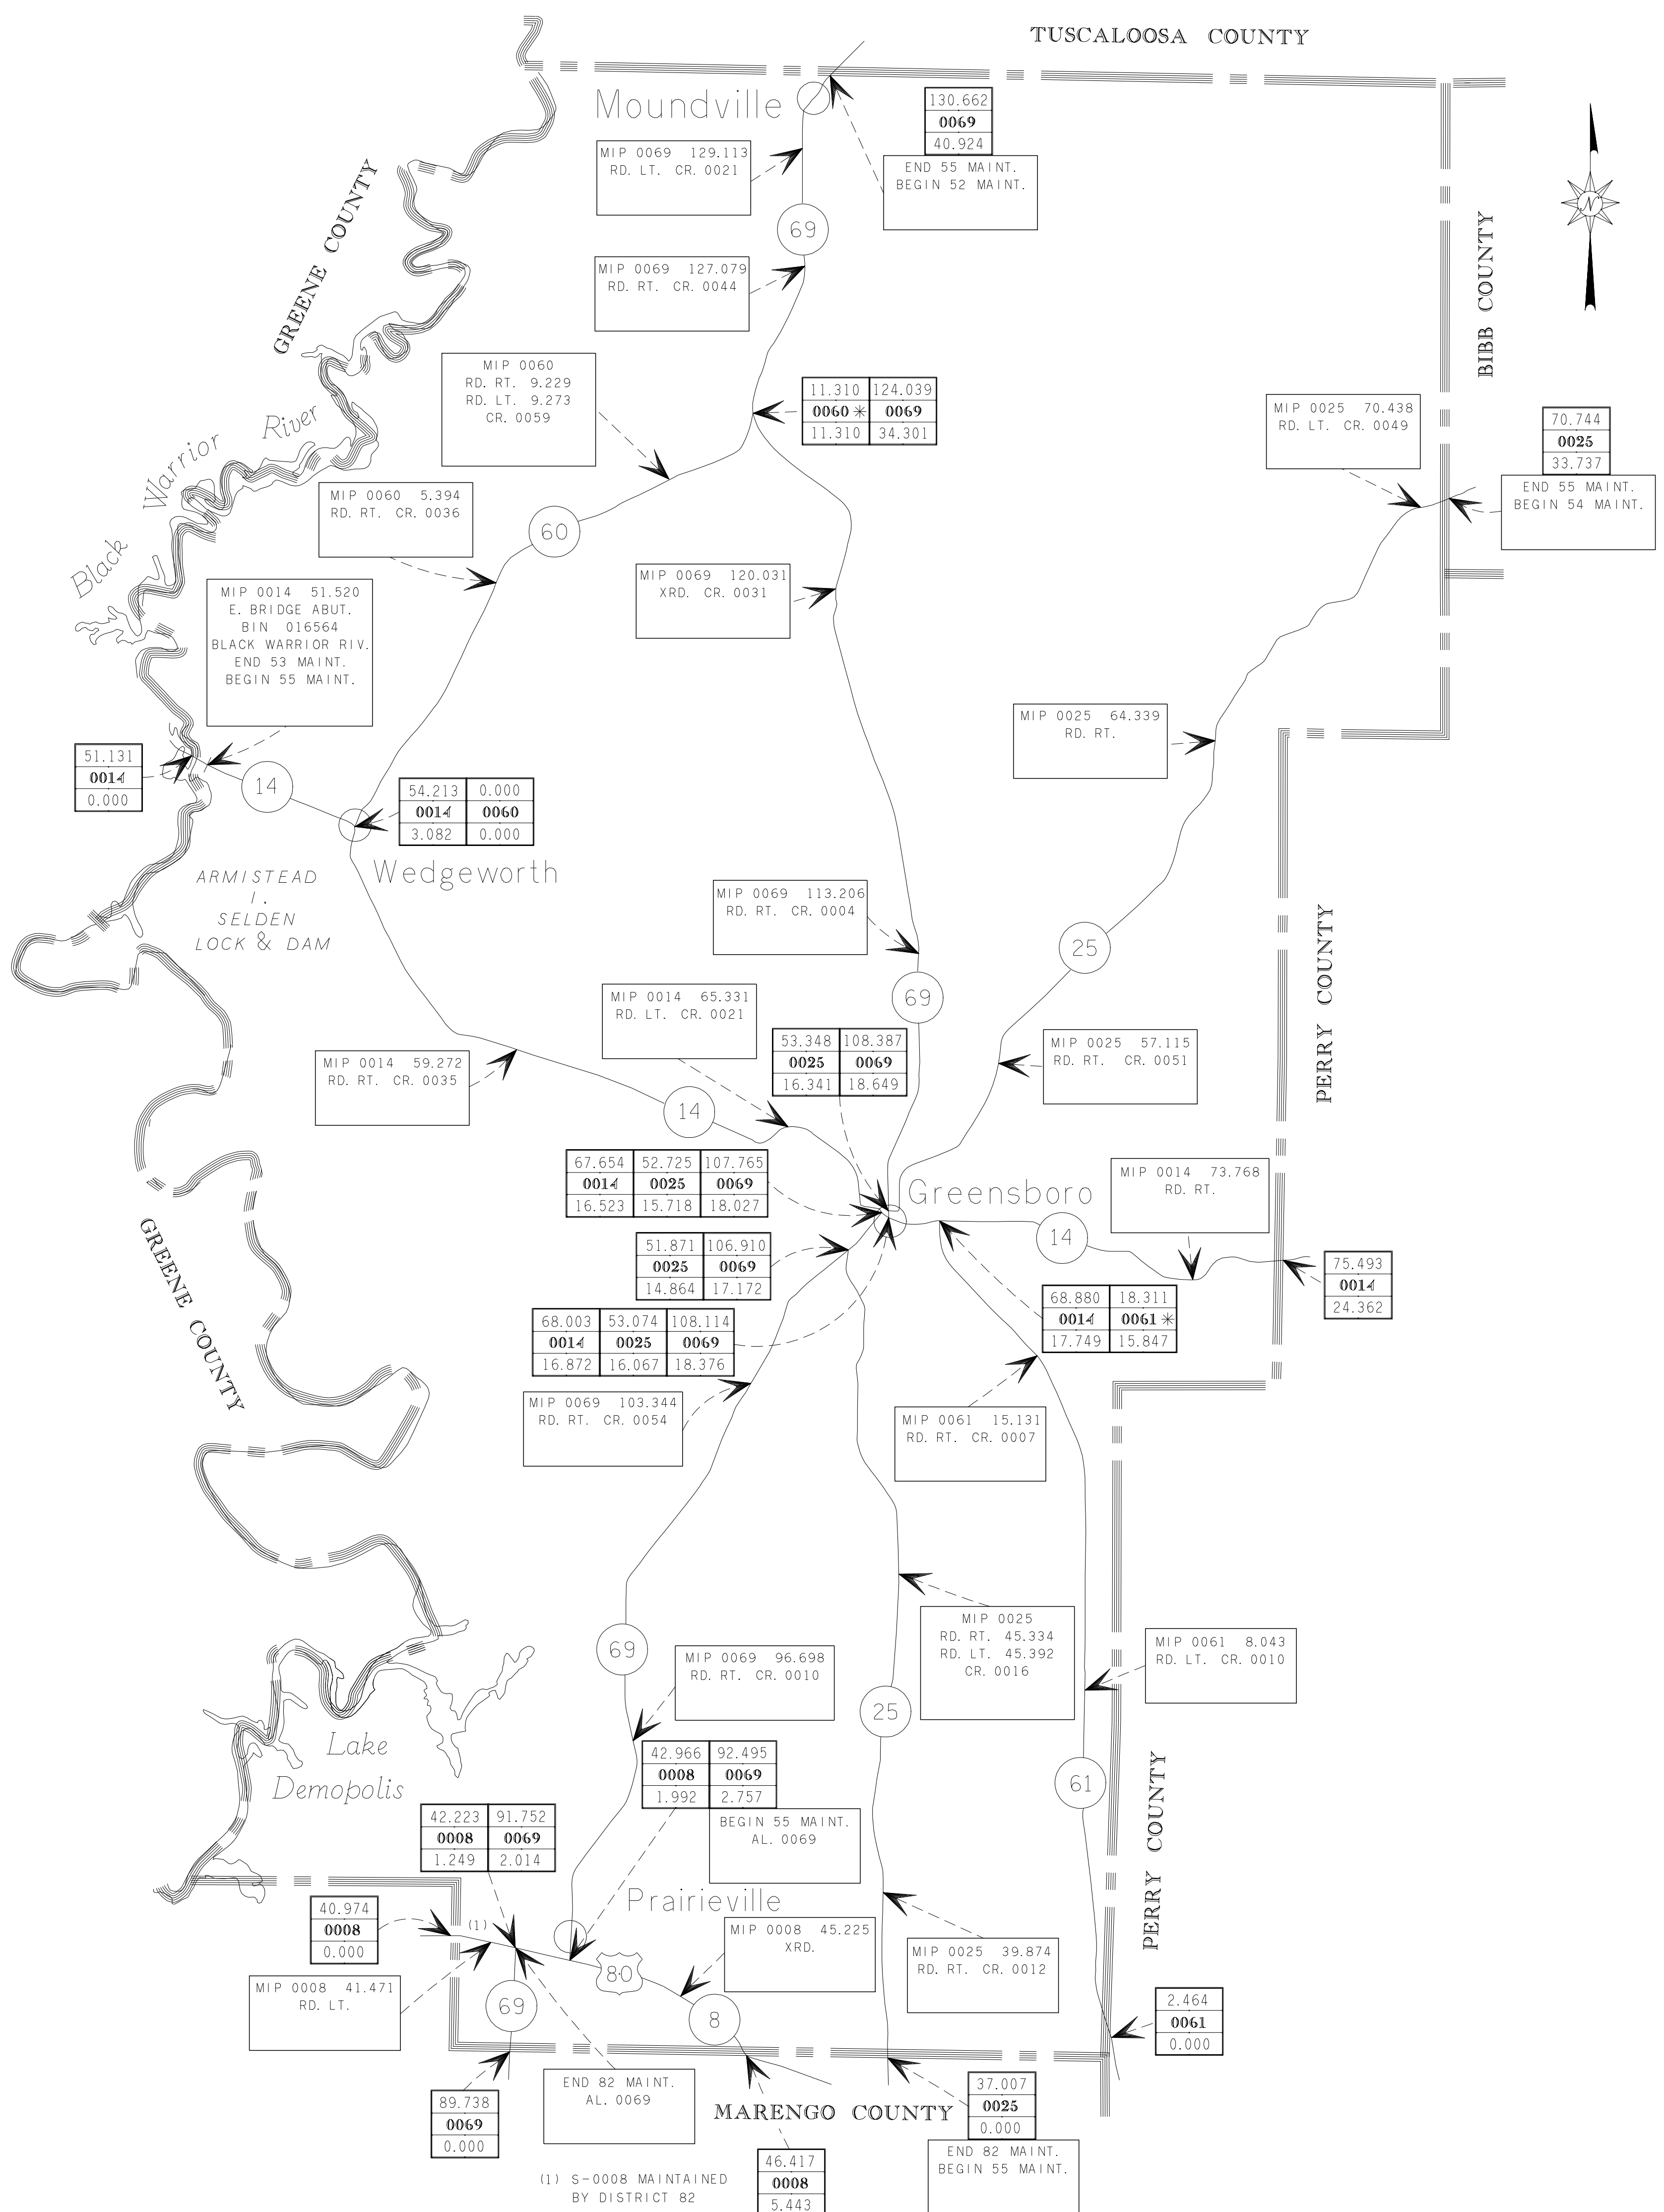 TUSCALOOSA COUNTY
Moundville
130.662
0069
40.924
END 55 MAINT.
BEGIN 52 MAINT.
MIP 0069 129.113
RD. LT. CR. 0021
GREENE COUNTY
69
N
BIBB COUNTY
MIP 0069 127.079
RD. RT. CR. 0044
MIP 0060
RD. RT. 9.229
RD. LT. 9.273
CR. 0059
11.310 124.039
0060 * 0069
11.310 34.301
MIP 0025 70.438
RD. LT. CR. 0049
70.744
0025
33.737
END 55 MAINT.
BEGIN 54 MAINT.
Black Warrior River
MIP 0060 5.394
RD. RT. CR. 0036
60
MIP 0069 120.031
XRD. CR. 0031
MIP 0014 51.520
E. BRIDGE ABUT.
BIN 016564
BLACK WARRIOR RIV.
END 53 MAINT.
BEGIN 55 MAINT.
MIP 0025 64.339
RD. RT.
51.131
0014
0.000
14
54.213 0.000
0014 0060
3.082 0.000
Wedgeworth
ARMISTEAD
I.
SELDEN
LOCK & DAM
MIP 0069 113.206
RD. RT. CR. 0004
25
PERRY COUNTY
69
MIP 0014 65.331
RD. LT. CR. 0021
53.348 108.387
0025 0069
16.341 18.649
MIP 0025 57.115
RD. RT. CR. 0051
MIP 0014 59.272
RD. RT. CR. 0035
14
67.654 52.725 107.765
0014 0025 0069
16.523 15.718 18.027
Greensboro
MIP 0014 73.768
RD. RT.
14
51.871 106.910
0025 0069
14.864 17.172
75.493
0014
24.362
GREENE COUNTY
68.003 53.074 108.114
0014 0025 0069
16.872 16.067 18.376
68.880 18.311
0014 0061 *
17.749 15.847
MIP 0069 103.344
RD. RT. CR. 0054
MIP 0061 15.131
RD. RT. CR. 0007
69
MIP 0025
RD. RT. 45.334
RD. LT. 45.392
CR. 0016
MIP 0061 8.043
RD. LT. CR. 0010
MIP 0069 96.698
RD. RT. CR. 0010
25
Lake
Demopolis
42.966 92.495
0008 0069
1.992 2.757
BEGIN 55 MAINT.
AL. 0069
61
PERRY COUNTY
42.223 91.752
0008 0069
1.249 2.014
Prairieville
40.974
0008
0.000
(1)
MIP 0008 45.225
XRD.
MIP 0025 39.874
RD. RT. CR. 0012
80
MIP 0008 41.471
RD. LT.
69
8
2.464
0061
0.000
END 82 MAINT.
AL. 0069
89.738
0069
0.000
MARENGO COUNTY
37.007
0025
0.000
END 82 MAINT.
BEGIN 55 MAINT.
46.417
0008
5.443
(1) S-0008 MAINTAINED
BY DISTRICT 82